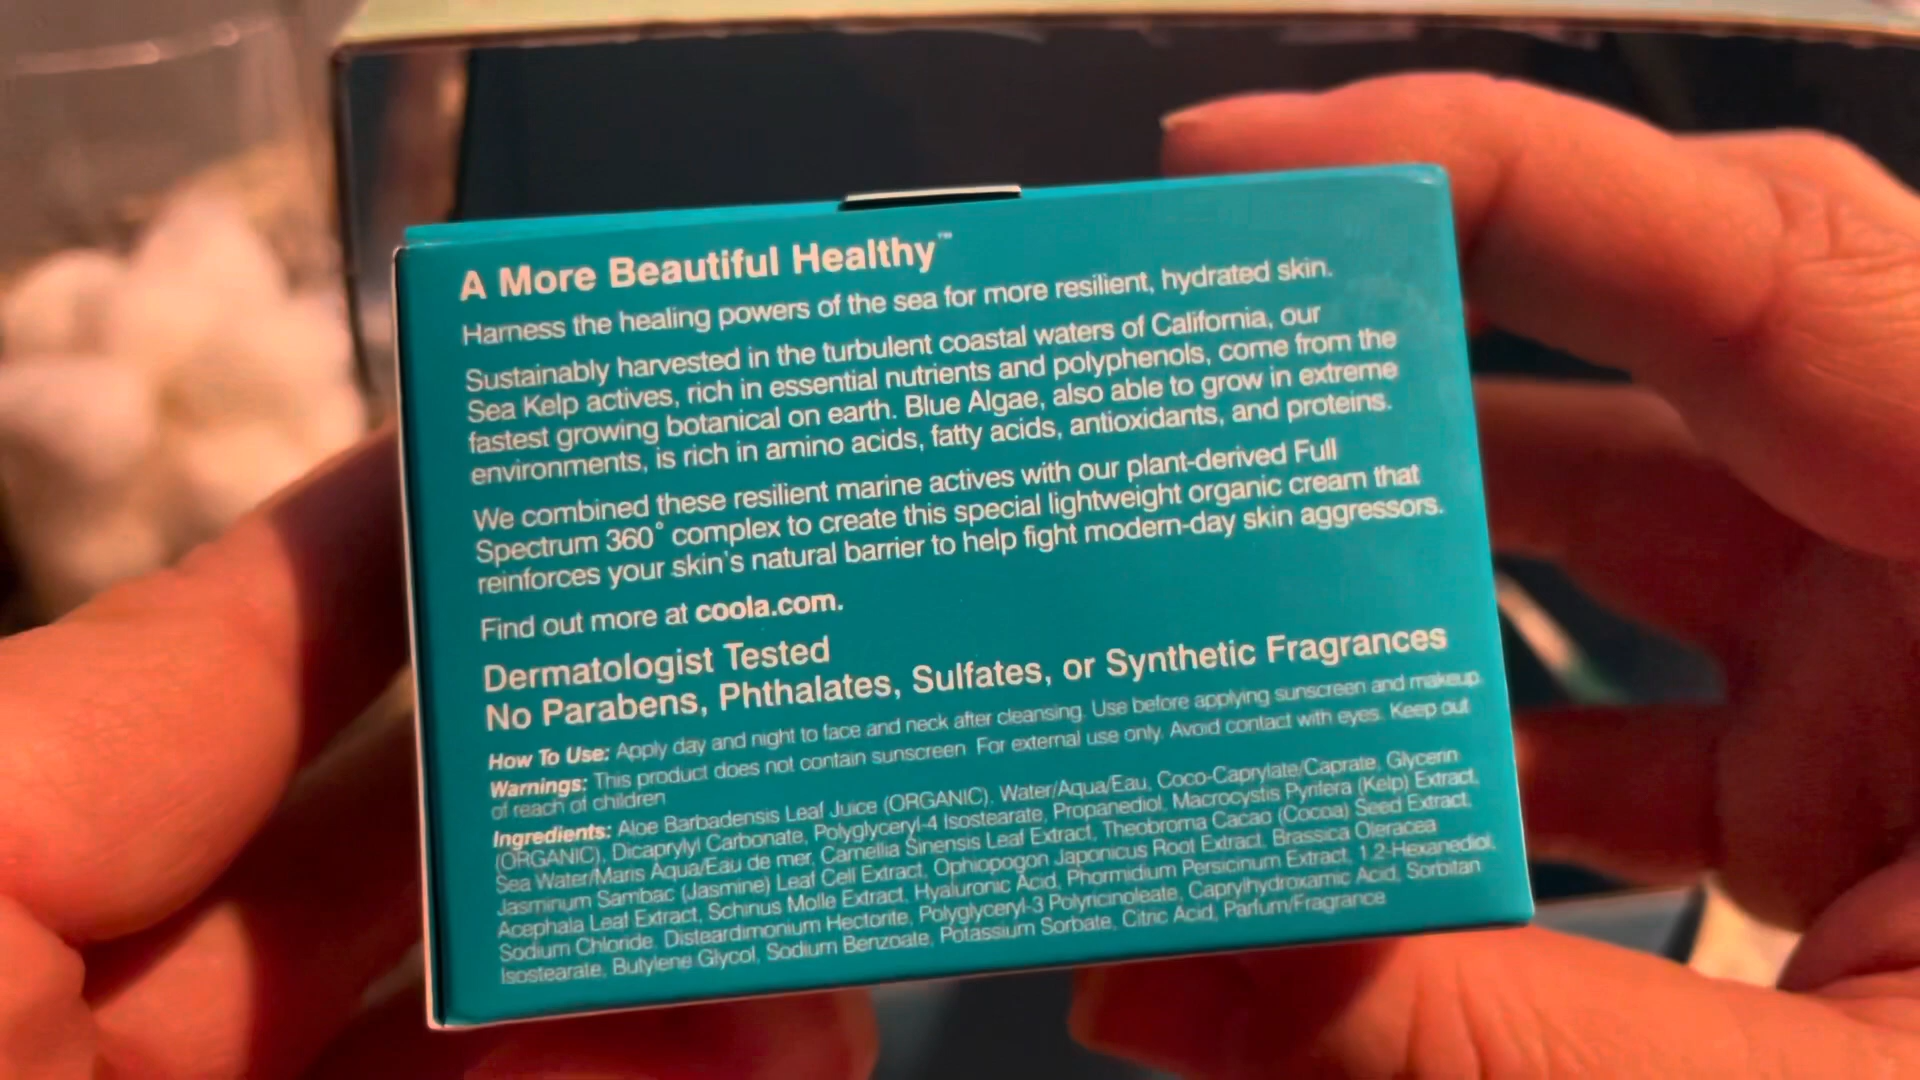 A More Beautiful Healthy™
Harness the healing powers of the sea for more resilient, hydrated skin.
Sustainably harvested in the turbulent coastal waters of California, our
Sea Kelp actives, rich in essential nutrients and polyphenols, come from the
fastest growing botanical on earth. Blue Algae, also able to grow in extreme
environments, is rich in amino acids, fatty acids, antioxidants, and proteins.
We combined these resilient marine actives with our plant-derived Full
Spectrum 360° complex to create this special lightweight organic cream that
reinforces your skin's natural barrier to help fight modern-day skin aggressors.
Find out more at coola.com.
Dermatologist Tested
No Parabens, Phthalates, Sulfates, or Synthetic Fragrances
How To Use: Apply day and night to face and neck after cleansing. Use before applying sunscreen and makeup.
Warnings: This product does not contain sunscreen. For external use only. Avoid contact with eyes. Keep out
of reach of children
Ingredients: Aloe Barbadensis Leaf Juice (ORGANIC), Water/Aqua/Eau, Coco-Caprylate/Caprate, Glycerin
(ORGANIC), Dicaprylyl Carbonate, Polyglyceryl-4 Isostearate, Propanediol, Macrocystis Pyrifera (Kelp) Extract,
Sea Water/Maris Aqua/Eau de mer, Camellia Sinensis Leaf Extract, Theobroma Cacao (Cocoa) Seed Extract,
Jasminum Sambac (Jasmine) Leaf Cell Extract, Ophiopogon Japonicus Root Extract, Brassica Oleracea
Acephala Leaf Extract, Schinus Molle Extract, Hyaluronic Acid, Phormidium Persicinum Extract, 1,2-Hexanediol,
Sodium Chloride, Disteardimonium Hectorite, Polyglyceryl-3 Polyricinoleate, Caprylhydroxamic Acid, Sorbitan
Isostearate, Butylene Glycol, Sodium Benzoate, Potassium Sorbate, Citric Acid, Parfum/Fragrance